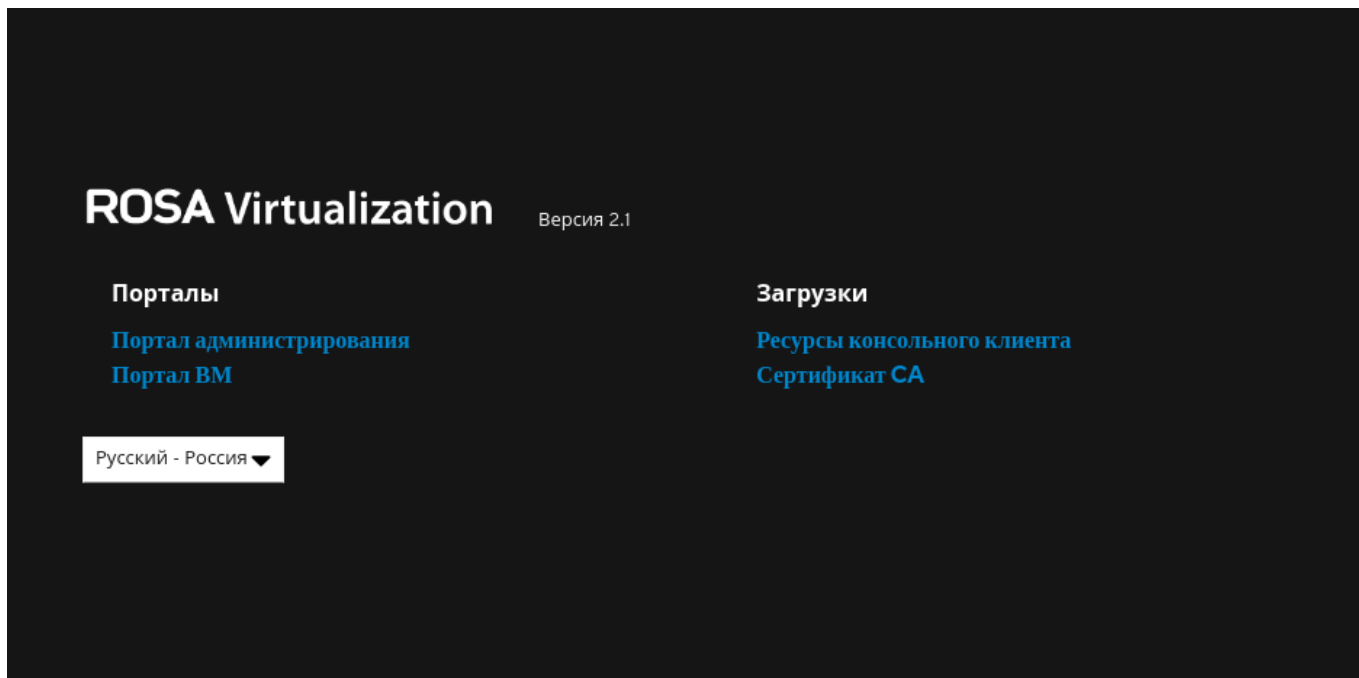 ROSA Virtualization Версия 2.1
Порталы
Портал администрирования
Портал ВМ
Загрузки
Ресурсы консольного клиента
Сертификат CA
Русский - Россия